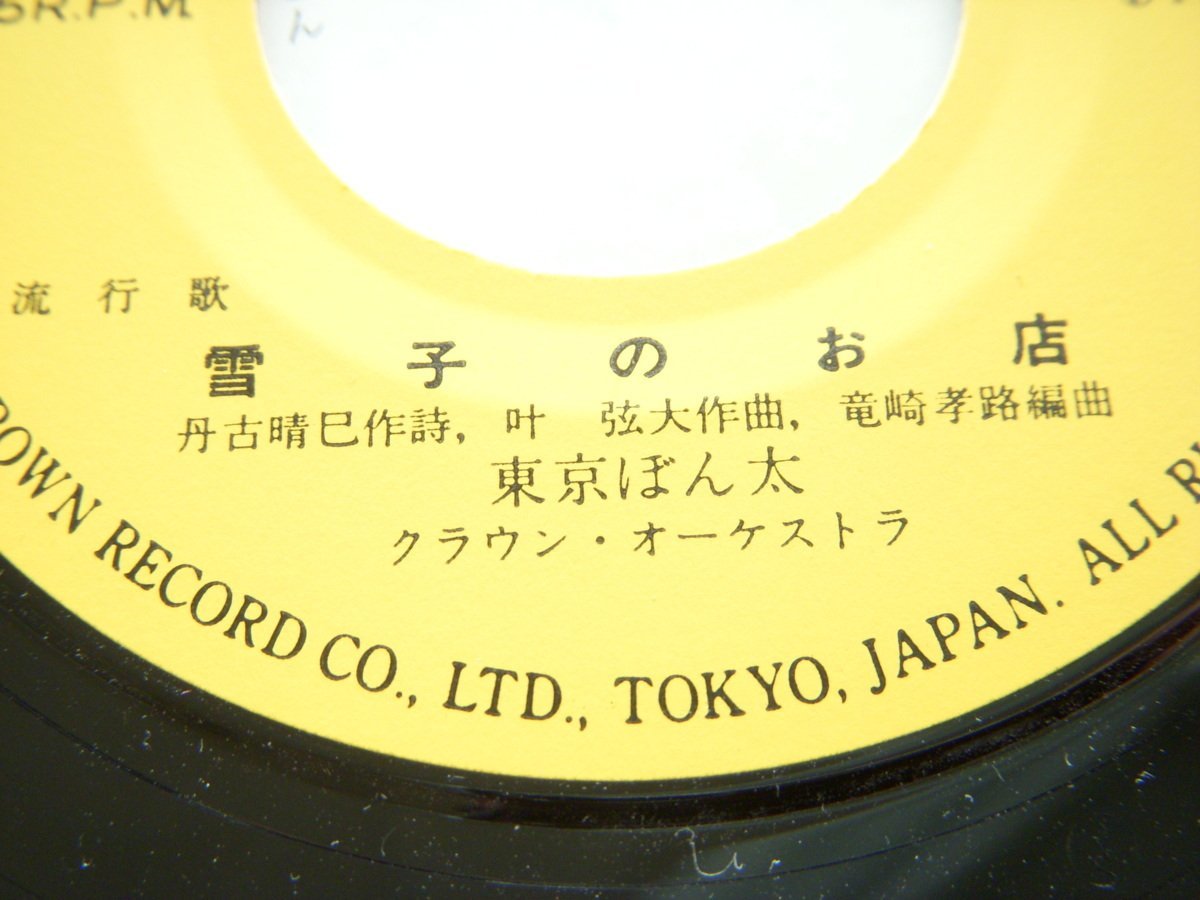 R.P.M
ん
流行歌
雪子のお店
丹古晴巳作詩, 叶 弦大作曲, 竜崎孝路編曲
東京ぼん太
クラウン・オーケストラ
OWN RECORD CO., LTD., TOKYO, JAPAN. ALL R